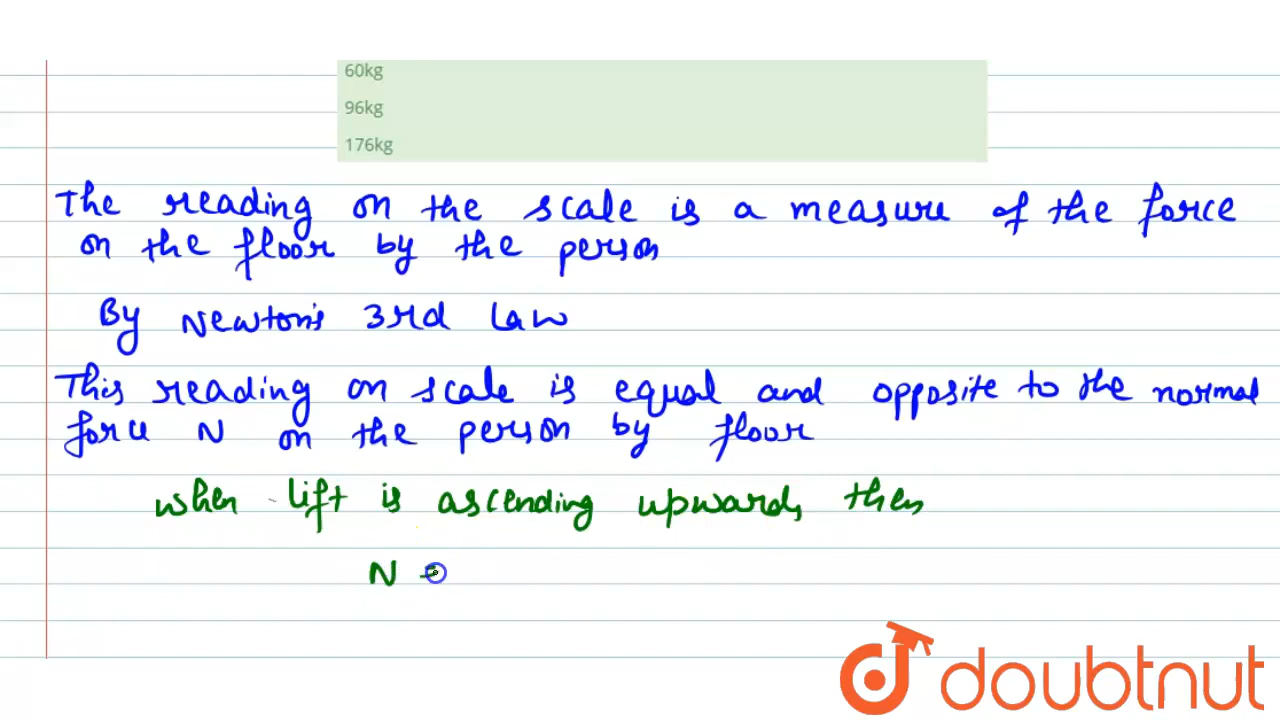 60kg
96kg
176kg
The reading on the scale is a measure of the force
on the floor by the person
By Newton's 3rd law
This reading on scale is equal and opposite to the normal
force N on the person by floor
when lift is ascending upwards then
N =
doubtnut